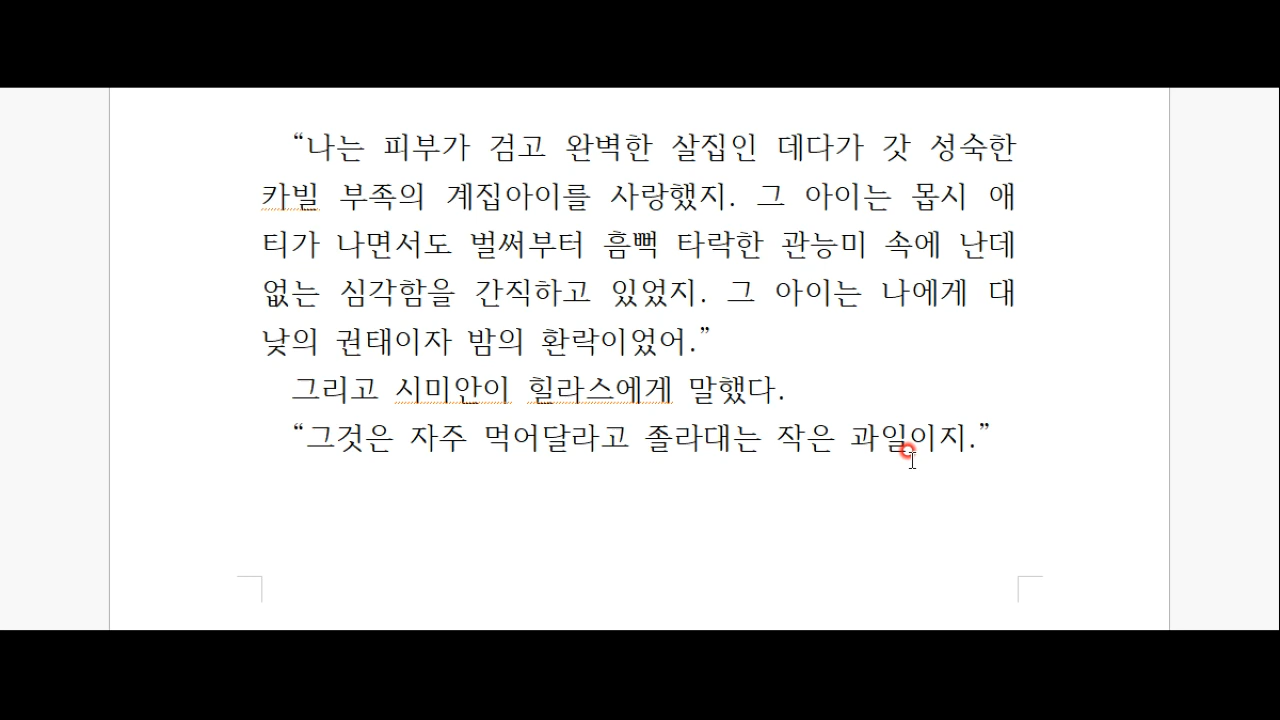 “나는 피부가 검고 완벽한 살집인 데다가 갓 성숙한
카빌 부족의 계집아이를 사랑했지. 그 아이는 몹시 애
티가 나면서도 벌써부터 흠뻑 타락한 관능미 속에 난데
없는 심각함을 간직하고 있었지. 그 아이는 나에게 대
낮의 권태이자 밤의 환락이었어.”
그리고 시미안이 힐라스에게 말했다.
“그것은 자주 먹어달라고 졸라대는 작은 과일이지.”